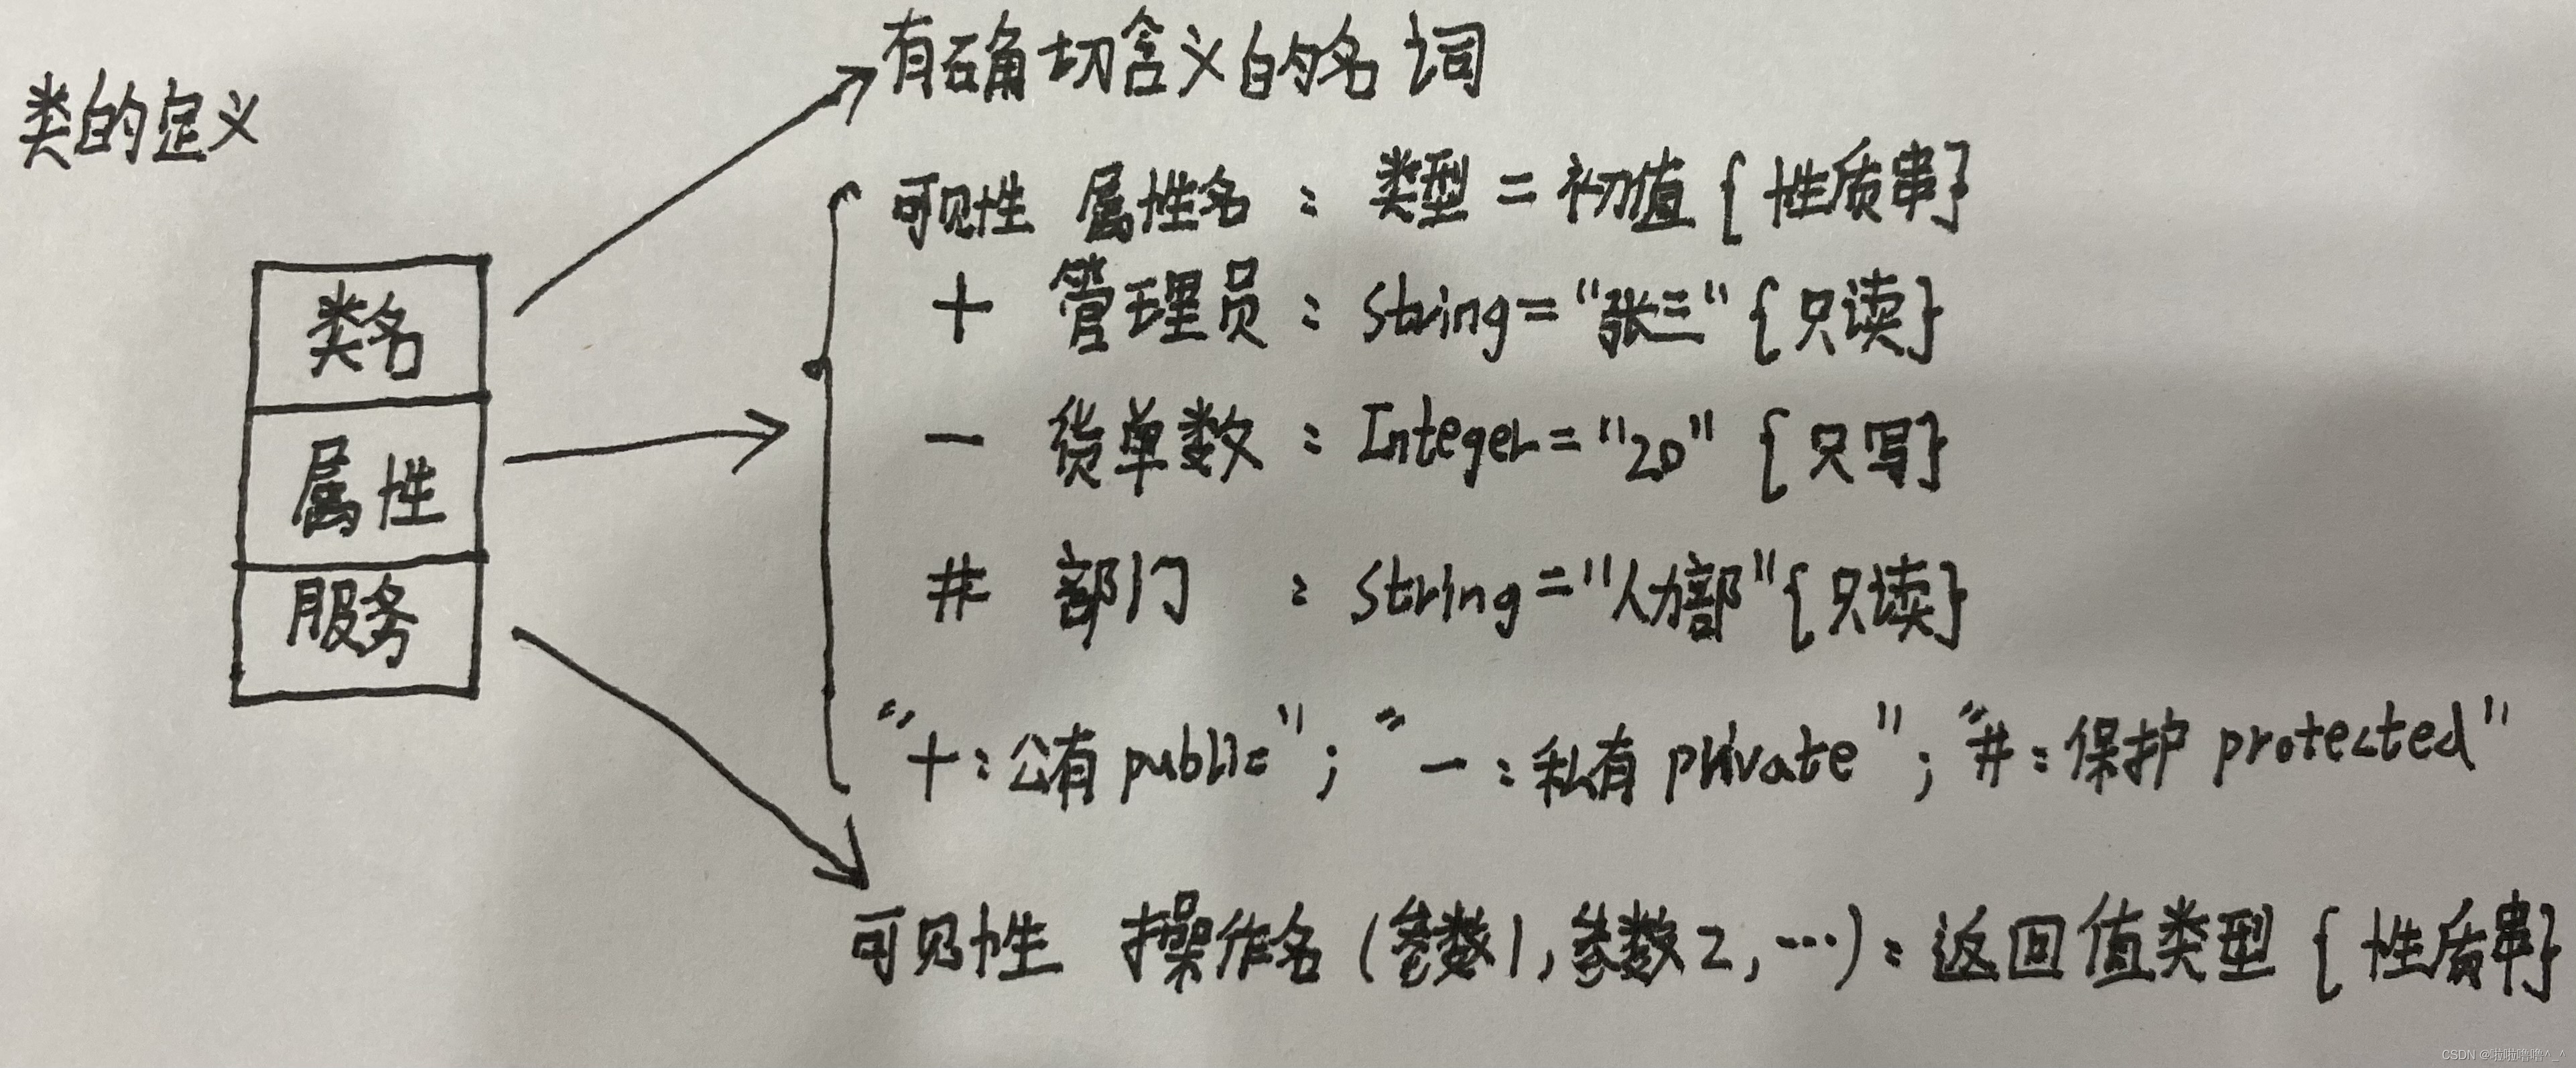 类的定义
有确切含义的名词
类名
属性
服务
可见性 属性名 : 类型 = 初值 { 性质串}
+ 管理员 : String = "张三" {只读}
- 货单数 : Integer = "20" {只写}
# 部门 : String = "人力部" {只读}
"+:公有 public"; "-:私有 private"; "#:保护 protected"
可见性 操作名 (参数1,参数2,…): 返回值类型 { 性质串}
CSDN @啦啦噜噜^_^